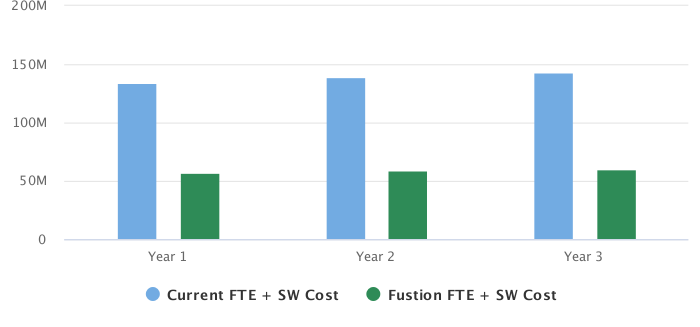 200M
150M
100M
50M
0
Year 1 Year 2 Year 3
Current FTE + SW Cost Fustion FTE + SW Cost